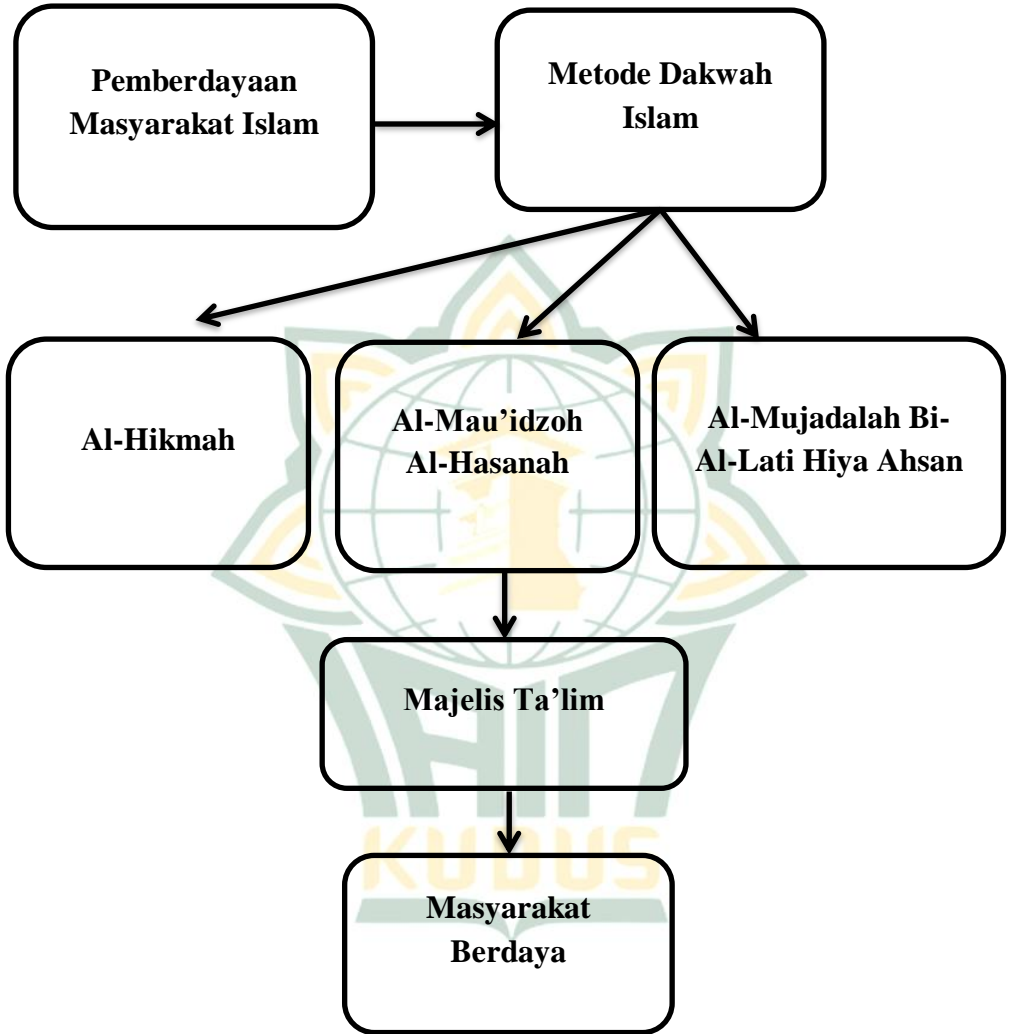 Pemberdayaan
Masyarakat Islam
Metode Dakwah
Islam
Al-Hikmah
Al-Mau’idzoh
Al-Hasanah
Al-Mujadalah Bi-
Al-Lati Hiya Ahsan
Majelis Ta’lim
Masyarakat
Berdaya
KUDUS